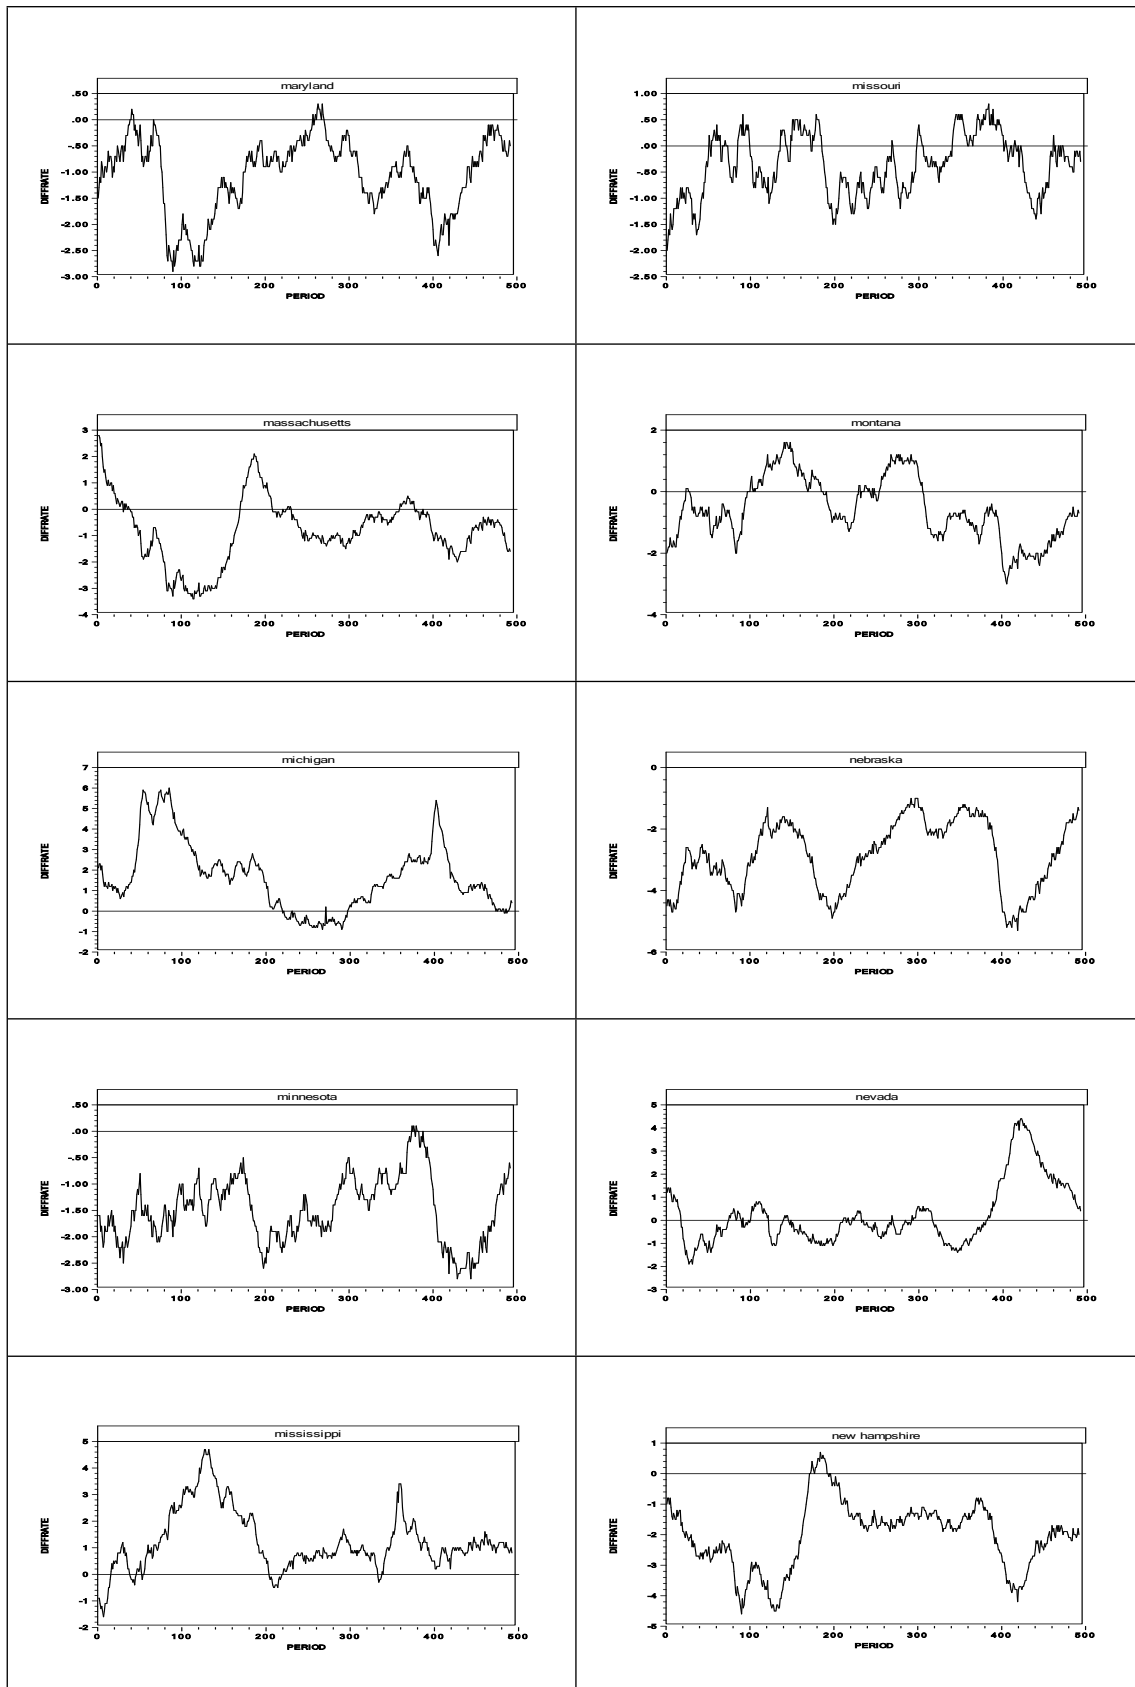 maryland
.50
.00
-.50
-1.00
-1.50
-2.00
-2.50
-3.00
DIFFRATE
0 100 200 300 400 500
PERIOD
missouri
1.00
.50
.00
-.50
-1.00
-1.50
-2.00
-2.50
DIFFRATE
0 100 200 300 400 500
PERIOD
massachusetts
3
2
1
0
-1
-2
-3
-4
DIFFRATE
0 100 200 300 400 500
PERIOD
montana
2
0
-2
-4
DIFFRATE
0 100 200 300 400 500
PERIOD
michigan
7
6
5
4
3
2
1
0
-1
-2
DIFFRATE
0 100 200 300 400 500
PERIOD
nebraska
0
-2
-4
-6
DIFFRATE
0 100 200 300 400 500
PERIOD
minnesota
.50
.00
-.50
-1.00
-1.50
-2.00
-2.50
-3.00
DIFFRATE
0 100 200 300 400 500
PERIOD
nevada
5
4
3
2
1
0
-1
-2
-3
DIFFRATE
0 100 200 300 400 500
PERIOD
mississippi
5
4
3
2
1
0
-1
-2
DIFFRATE
0 100 200 300 400 500
PERIOD
new hampshire
1
0
-1
-2
-3
-4
-5
DIFFRATE
0 100 200 300 400 500
PERIOD